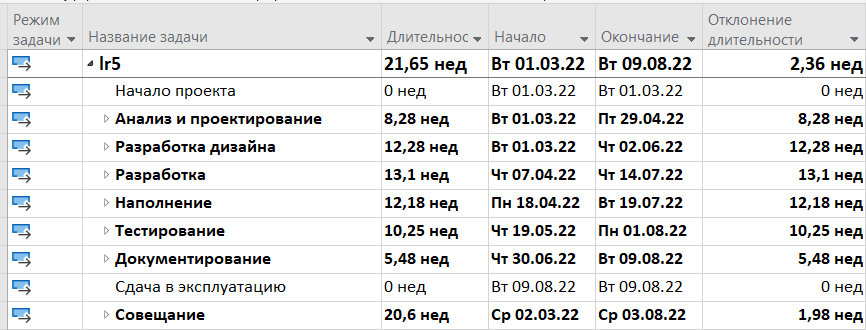 Режим задачи Название задачи Длительнос Начало Окончание Отклонение длительности
lr5 21,65 нед Вт 01.03.22 Вт 09.08.22 2,36 нед
Начало проекта 0 нед Вт 01.03.22 Вт 01.03.22 0 нед
Анализ и проектирование 8,28 нед Вт 01.03.22 Пт 29.04.22 8,28 нед
Разработка дизайна 12,28 нед Вт 01.03.22 Чт 02.06.22 12,28 нед
Разработка 13,1 нед Чт 07.04.22 Чт 14.07.22 13,1 нед
Наполнение 12,18 нед Пн 18.04.22 Вт 19.07.22 12,18 нед
Тестирование 10,25 нед Чт 19.05.22 Пн 01.08.22 10,25 нед
Документирование 5,48 нед Чт 30.06.22 Вт 09.08.22 5,48 нед
Сдача в эксплуатацию 0 нед Вт 09.08.22 Вт 09.08.22 0 нед
Совещание 20,6 нед Ср 02.03.22 Ср 03.08.22 1,98 нед